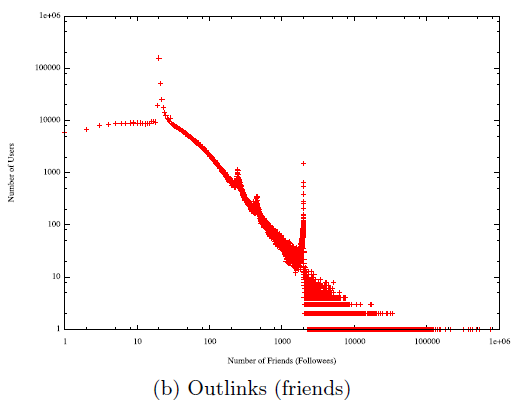 1e+06
100000
10000
1000
100
10
1
1 10 100 1000 10000 100000 1e+06
Number of Users
Number of Friends (Followees)
(b) Outlinks (friends)